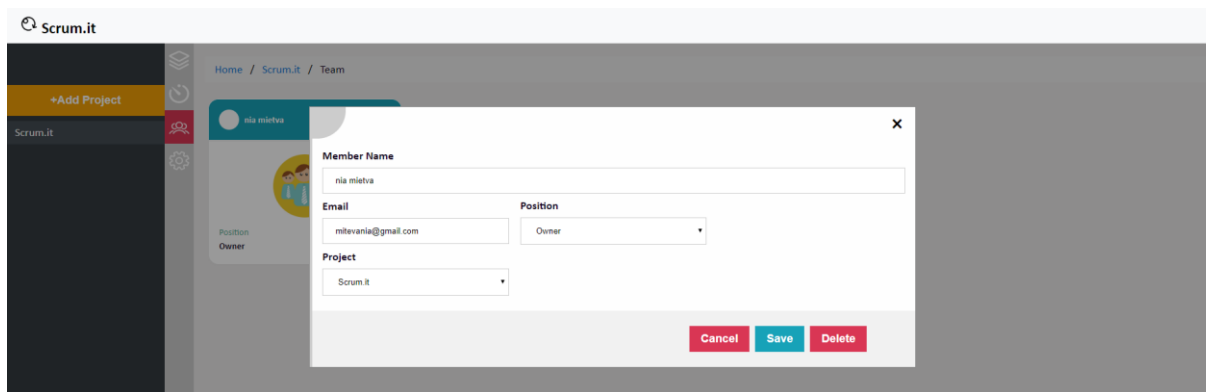 Scrum.it
Home / Scrum.it / Team
+Add Project
Scrum.it
nia mietva
Position
Owner
×
Member Name
nia mietva
Email
Position
mitevania@gmail.com
Owner
Project
Scrum.it
Cancel
Save
Delete